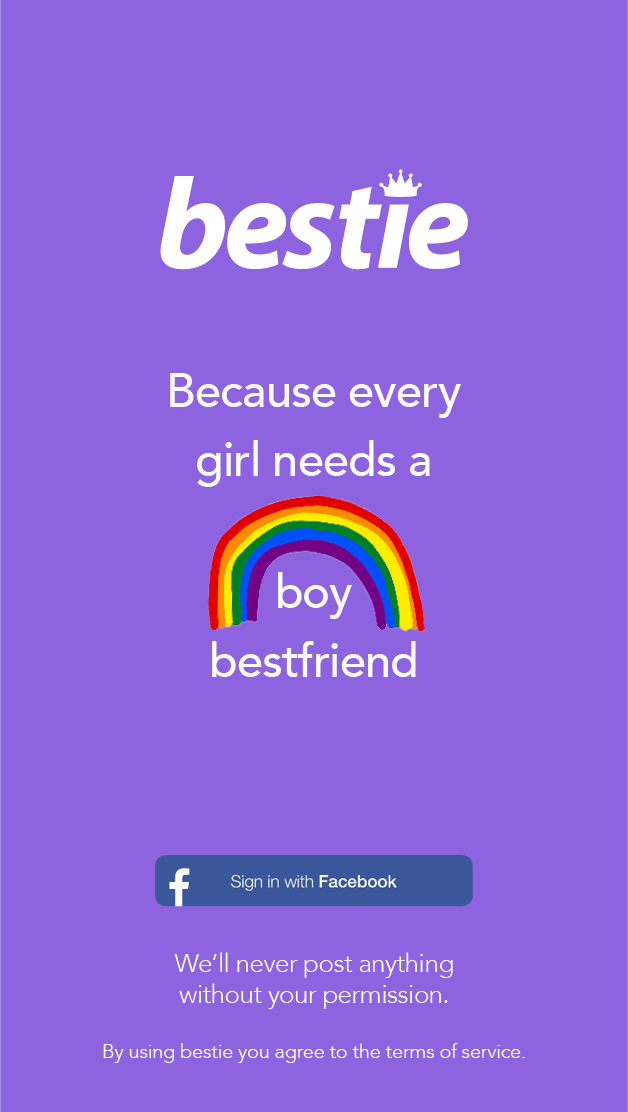 bestie
Because every
girl needs a
boy
bestfriend
Sign in with Facebook
We’ll never post anything
without your permission.
By using bestie you agree to the terms of service.